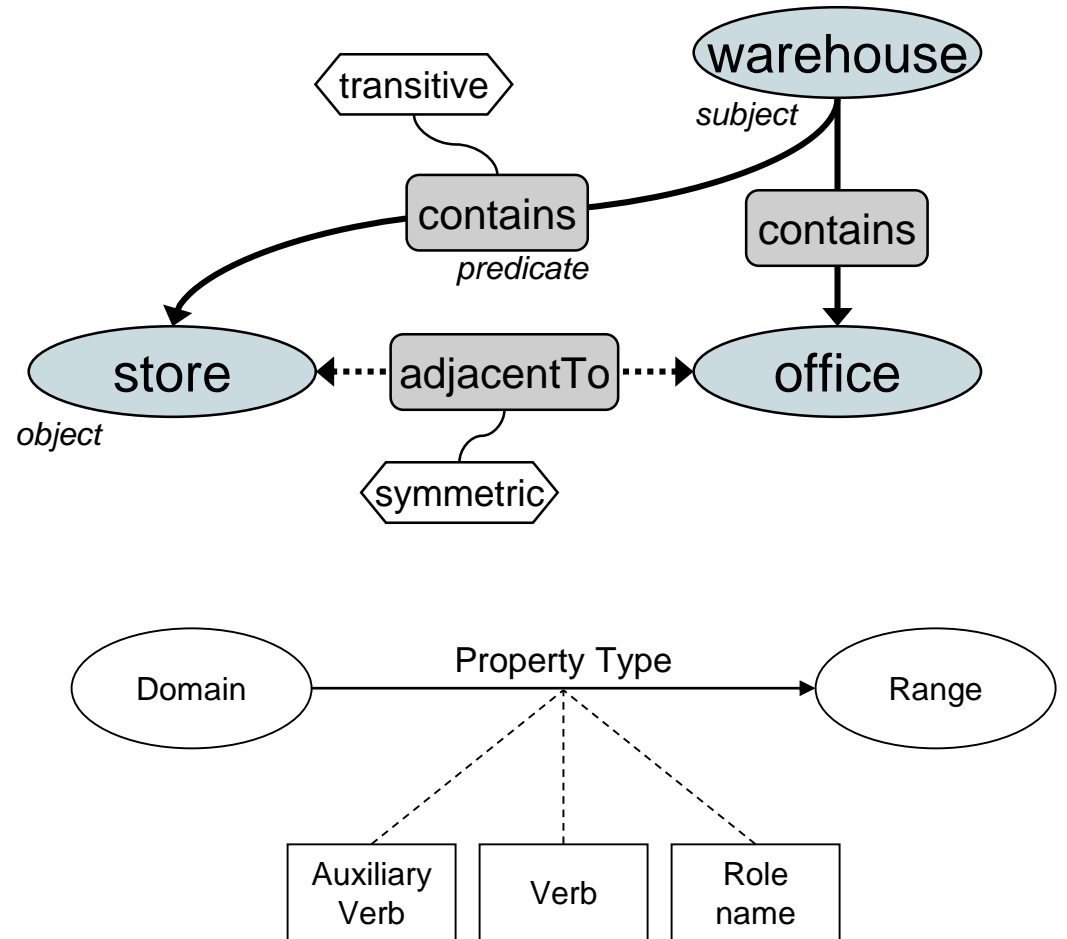 warehouse
transitive
subject
contains
contains
predicate
store
adjacentTo
office
object
symmetric
Property Type
Domain
Range
Auxiliary
Verb
Verb
Role
name